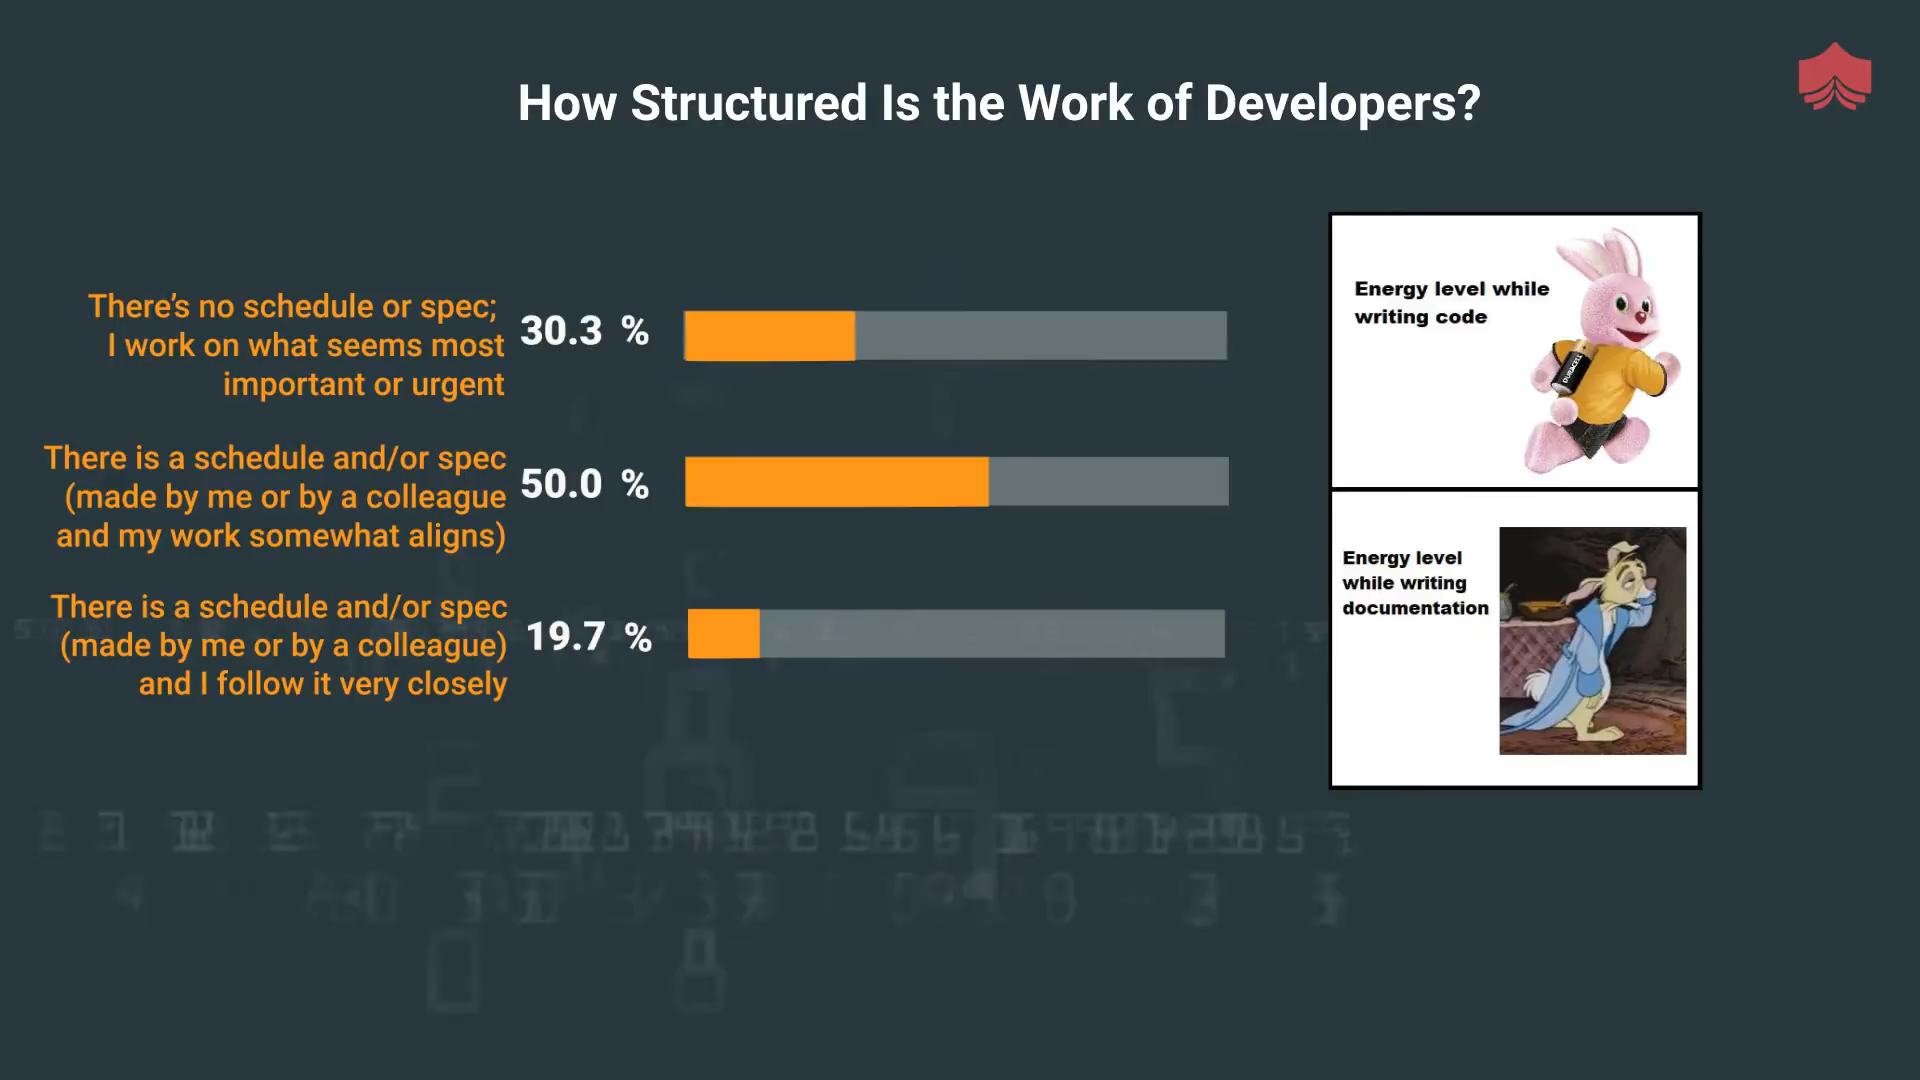 How Structured Is the Work of Developers?
There’s no schedule or spec;
I work on what seems most
important or urgent
30.3 %
There is a schedule and/or spec
(made by me or by a colleague
and my work somewhat aligns)
50.0 %
There is a schedule and/or spec
(made by me or by a colleague)
and I follow it very closely
19.7 %
Energy level while
writing code
DURACELL
Energy level
while writing
documentation